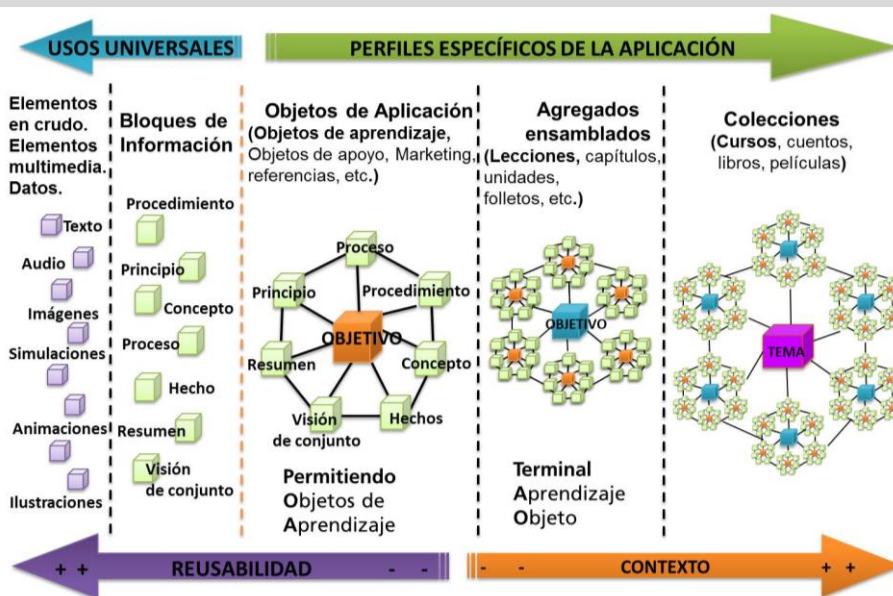 USOS UNIVERSALES
PERFILES ESPECÍFICOS DE LA APLICACIÓN
Elementos
en crudo.
Elementos
multimedia.
Datos.
Texto
Audio
Imágenes
Simulaciones
Animaciones
Ilustraciones
Bloques de
Información
Procedimiento
Principio
Concepto
Proceso
Hecho
Resumen
Visión
de conjunto
Objetos de Aplicación
(Objetos de aprendizaje,
Objetos de apoyo, Marketing,
referencias, etc.)
Proceso
Principio
Procedimiento
OBJETIVO
Resumen
Concepto
Visión
de conjunto
Hechos
Permitiendo
Objetos de
Aprendizaje
Agregados
ensamblados
(Lecciones, capítulos,
unidades,
folletos, etc.)
OBJETIVO
Terminal
Aprendizaje
Objeto
Colecciones
(Cursos, cuentos,
libros, películas)
TEMA
+ + REUSABILIDAD - -
- - CONTEXTO + +